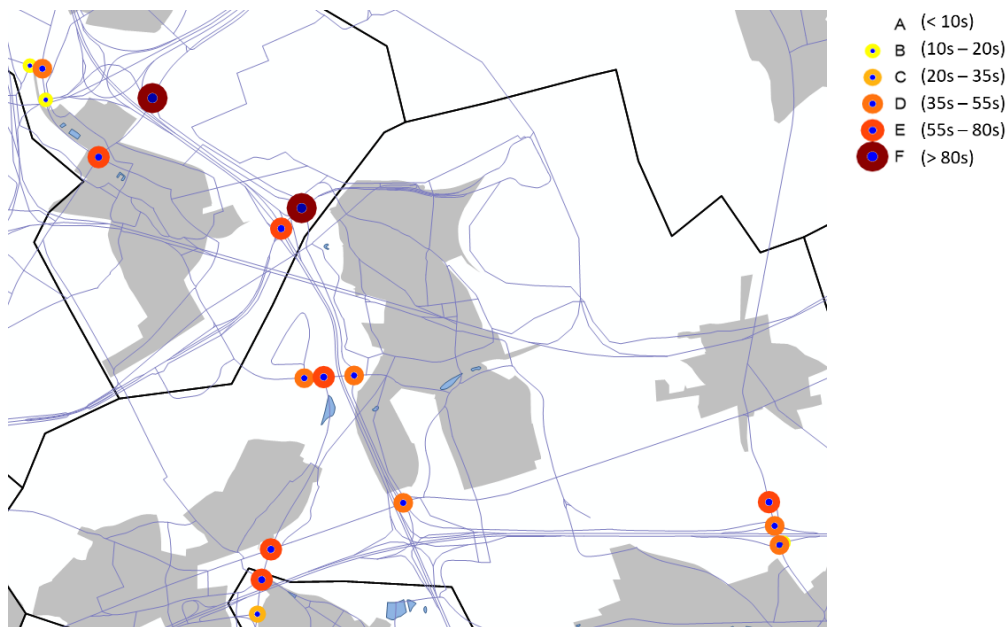 A (< 10s)
B (10s – 20s)
C (20s – 35s)
D (35s – 55s)
E (55s – 80s)
F (> 80s)